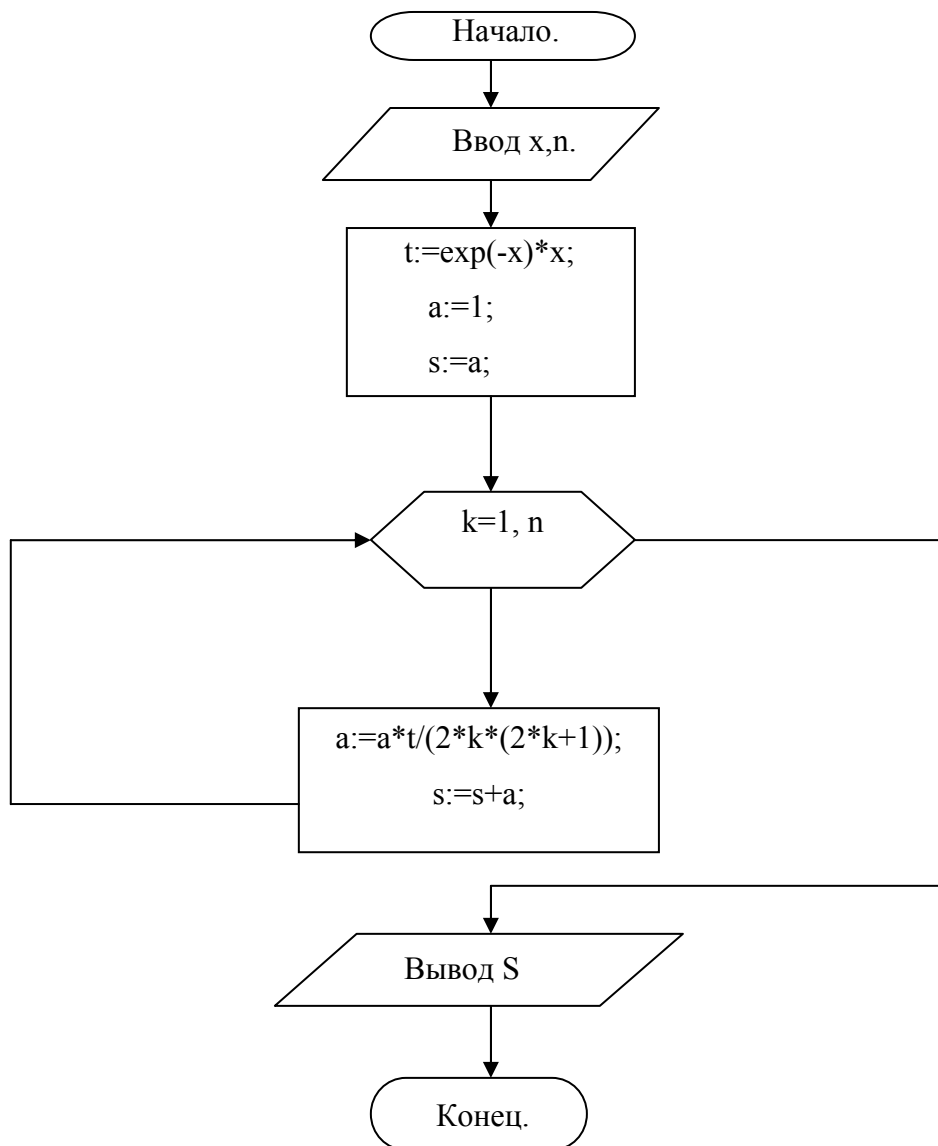 Начало.
Ввод x,n.
t:=exp(-x)*x;
a:=1;
s:=a;
k=1, n
a:=a*t/(2*k*(2*k+1));
s:=s+a;
Вывод S
Конец.